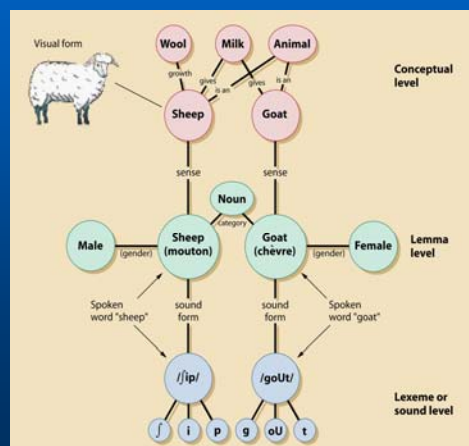 Visual form
Wool
Milk
Animal
Conceptual
level
growth
gives
is an
gives
is an
Sheep
Goat
sense
sense
Noun
category
Male
(gender)
Sheep
(mouton)
Goat
(chèvre)
(gender)
Female
Lemma
level
Spoken
word "sheep"
sound
form
sound
form
Spoken
word "goat"
/ʃip/
/goUt/
Lexeme or
sound level
ʃ
i
p
g
oU
t